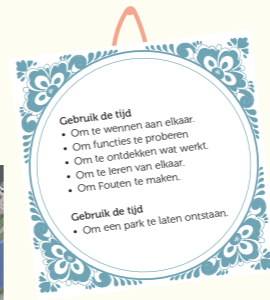 Gebruik de tijd
• Om te wennen aan elkaar.
• Om functies te proberen
• Om te ontdekken wat werkt.
• Om te leren van elkaar.
• Om Fouten te maken.
Gebruik de tijd
• Om een park te laten ontstaan.